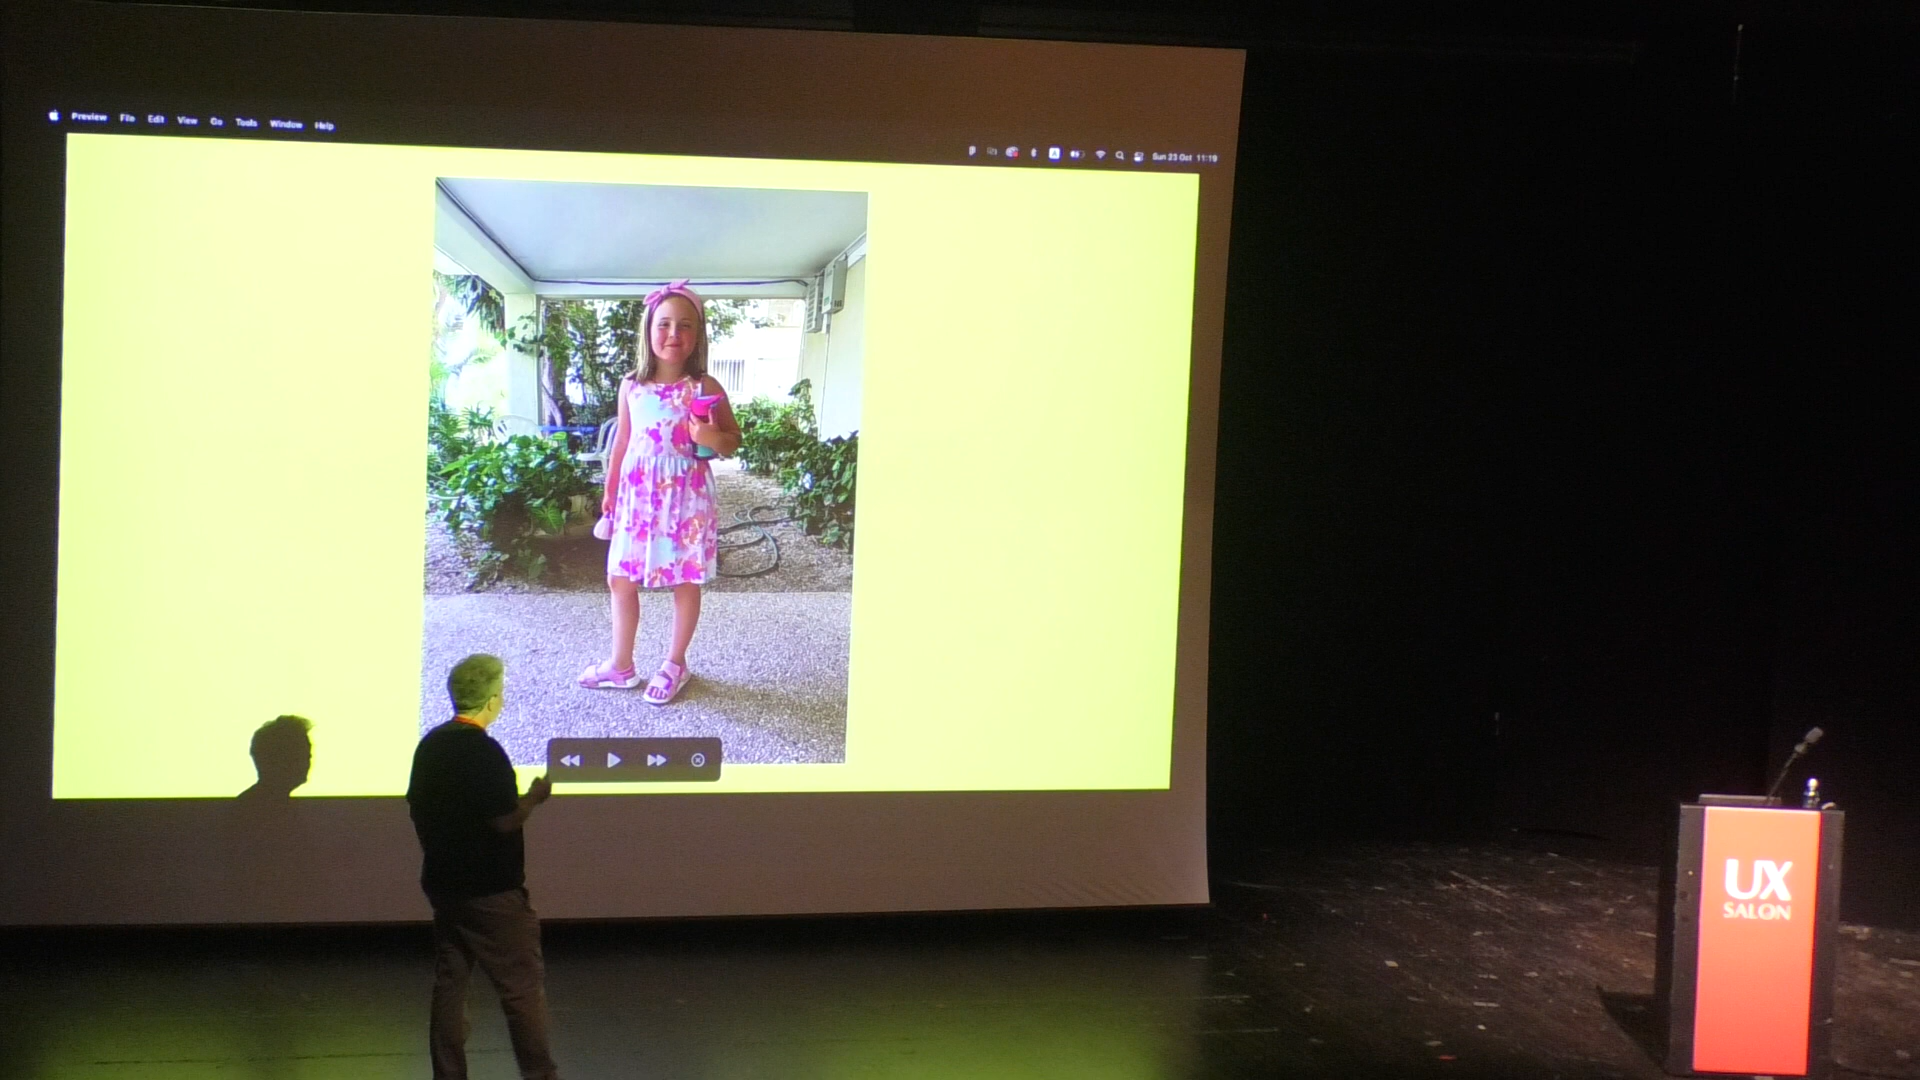 Preview File Edit View Go Tools Window Help
Sun 23 Oct 11:19
UX
SALON